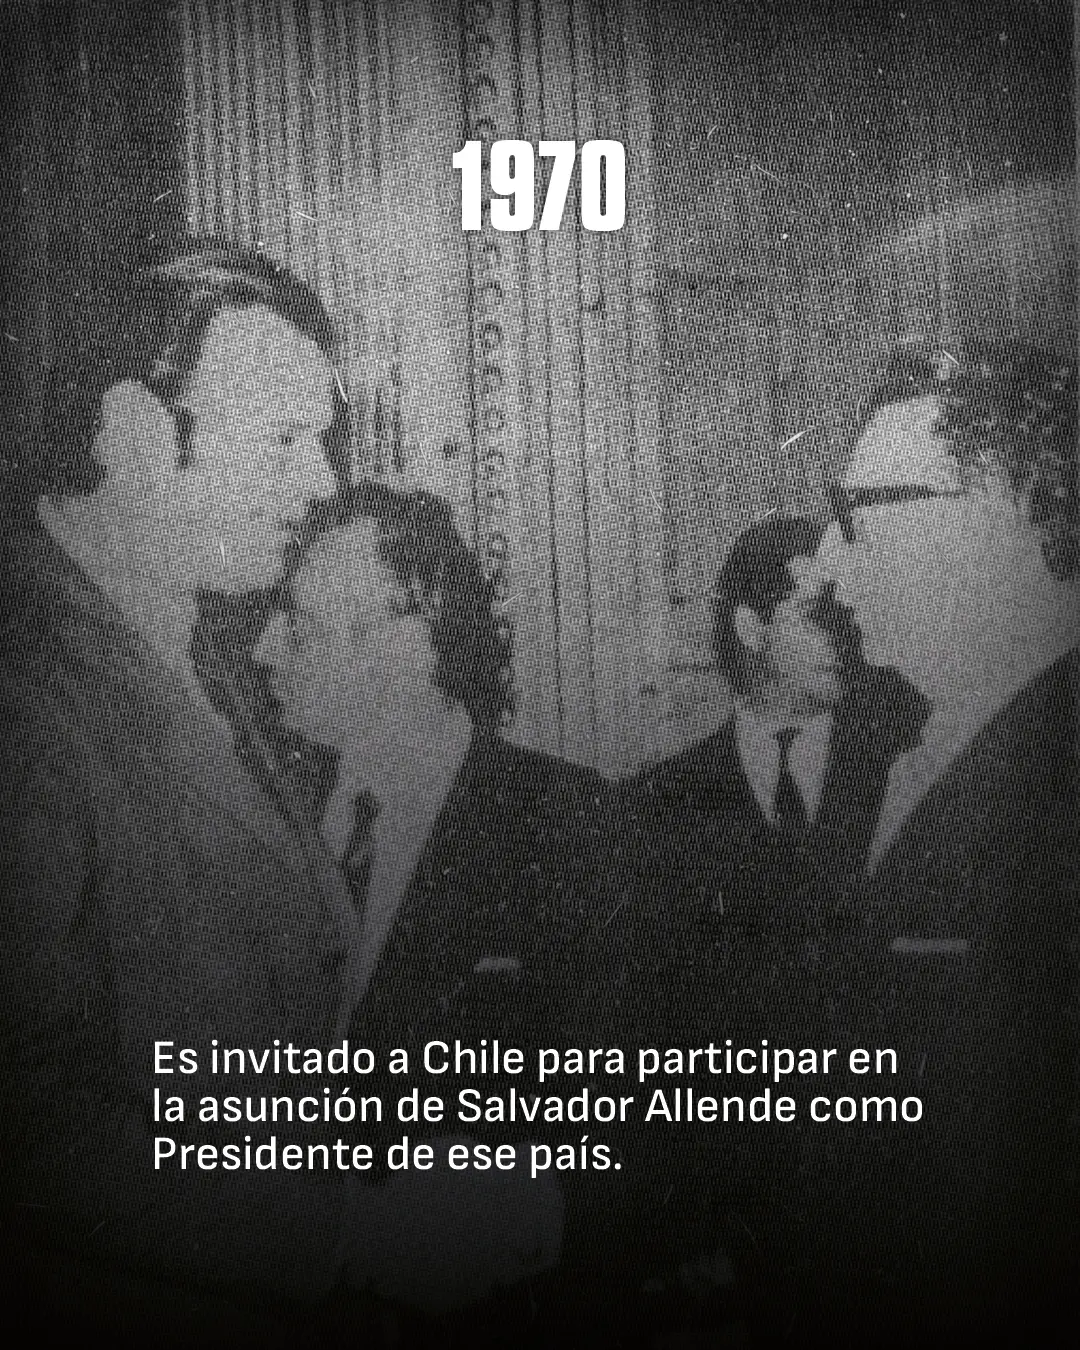 1970
Es invitado a Chile para participar en
la asunción de Salvador Allende como
Presidente de ese país.